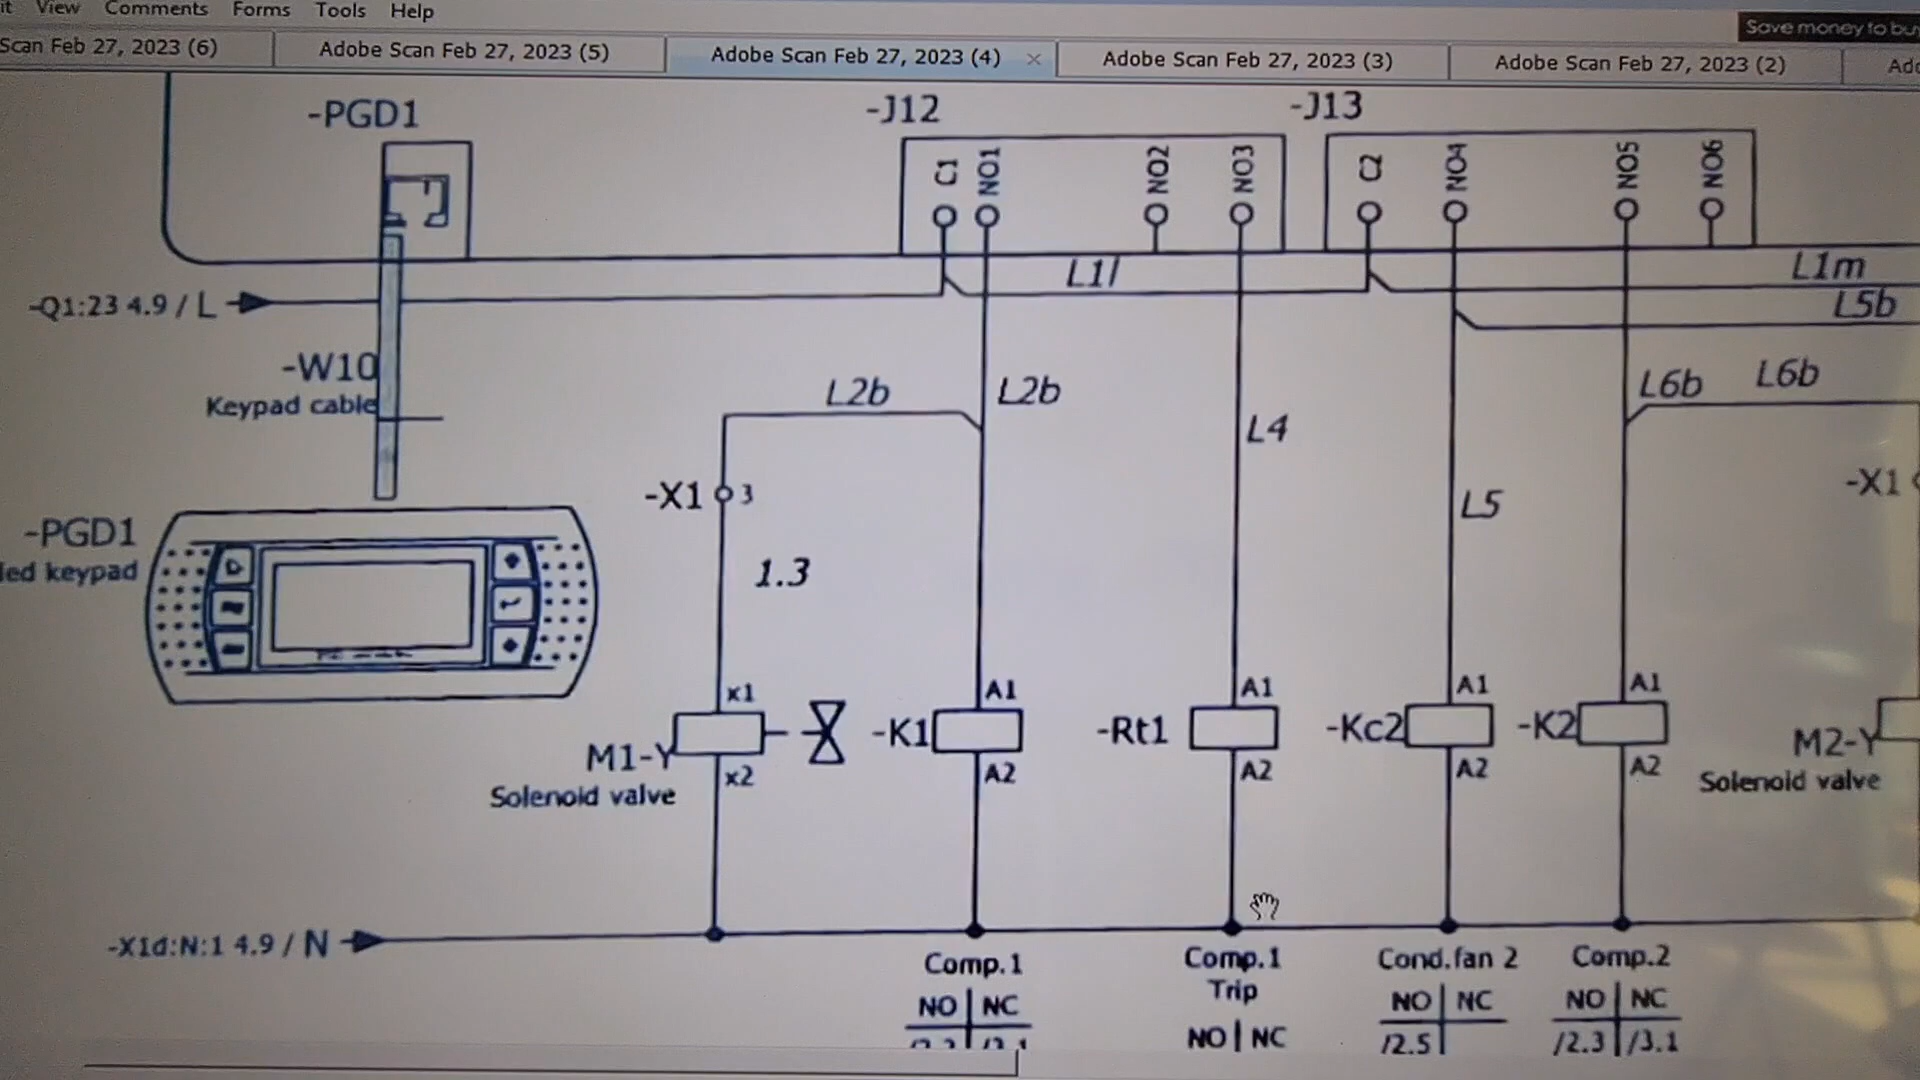 it View Comments Forms Tools Help
Save money to buy
Scan Feb 27, 2023 (6) Adobe Scan Feb 27, 2023 (5) Adobe Scan Feb 27, 2023 (4) × Adobe Scan Feb 27, 2023 (3) Adobe Scan Feb 27, 2023 (2) Ado
-PGD1 -J12 -J13
C1 NO1 NO2 NO3 C2 NO4 NO5 NO6
L1l L1m
-Q1:23 4.9 / L L5b
-W10
Keypad cable
L2b L2b L6b L6b
L4
-X1 3 L5 -X1
-PGD1
led keypad
1.3
x1 A1 A1 A1 A1
M1-Y -K1 -Rt1 -Kc2 -K2 M2-Y
x2 A2 A2 A2 A2
Solenoid valve Solenoid valve
-X1d:N:1 4.9 / N
Comp.1 Comp.1 Cond.fan 2 Comp.2
Trip
NO NC NO NC NO NC NO NC
/2.5 /2.3 /3.1